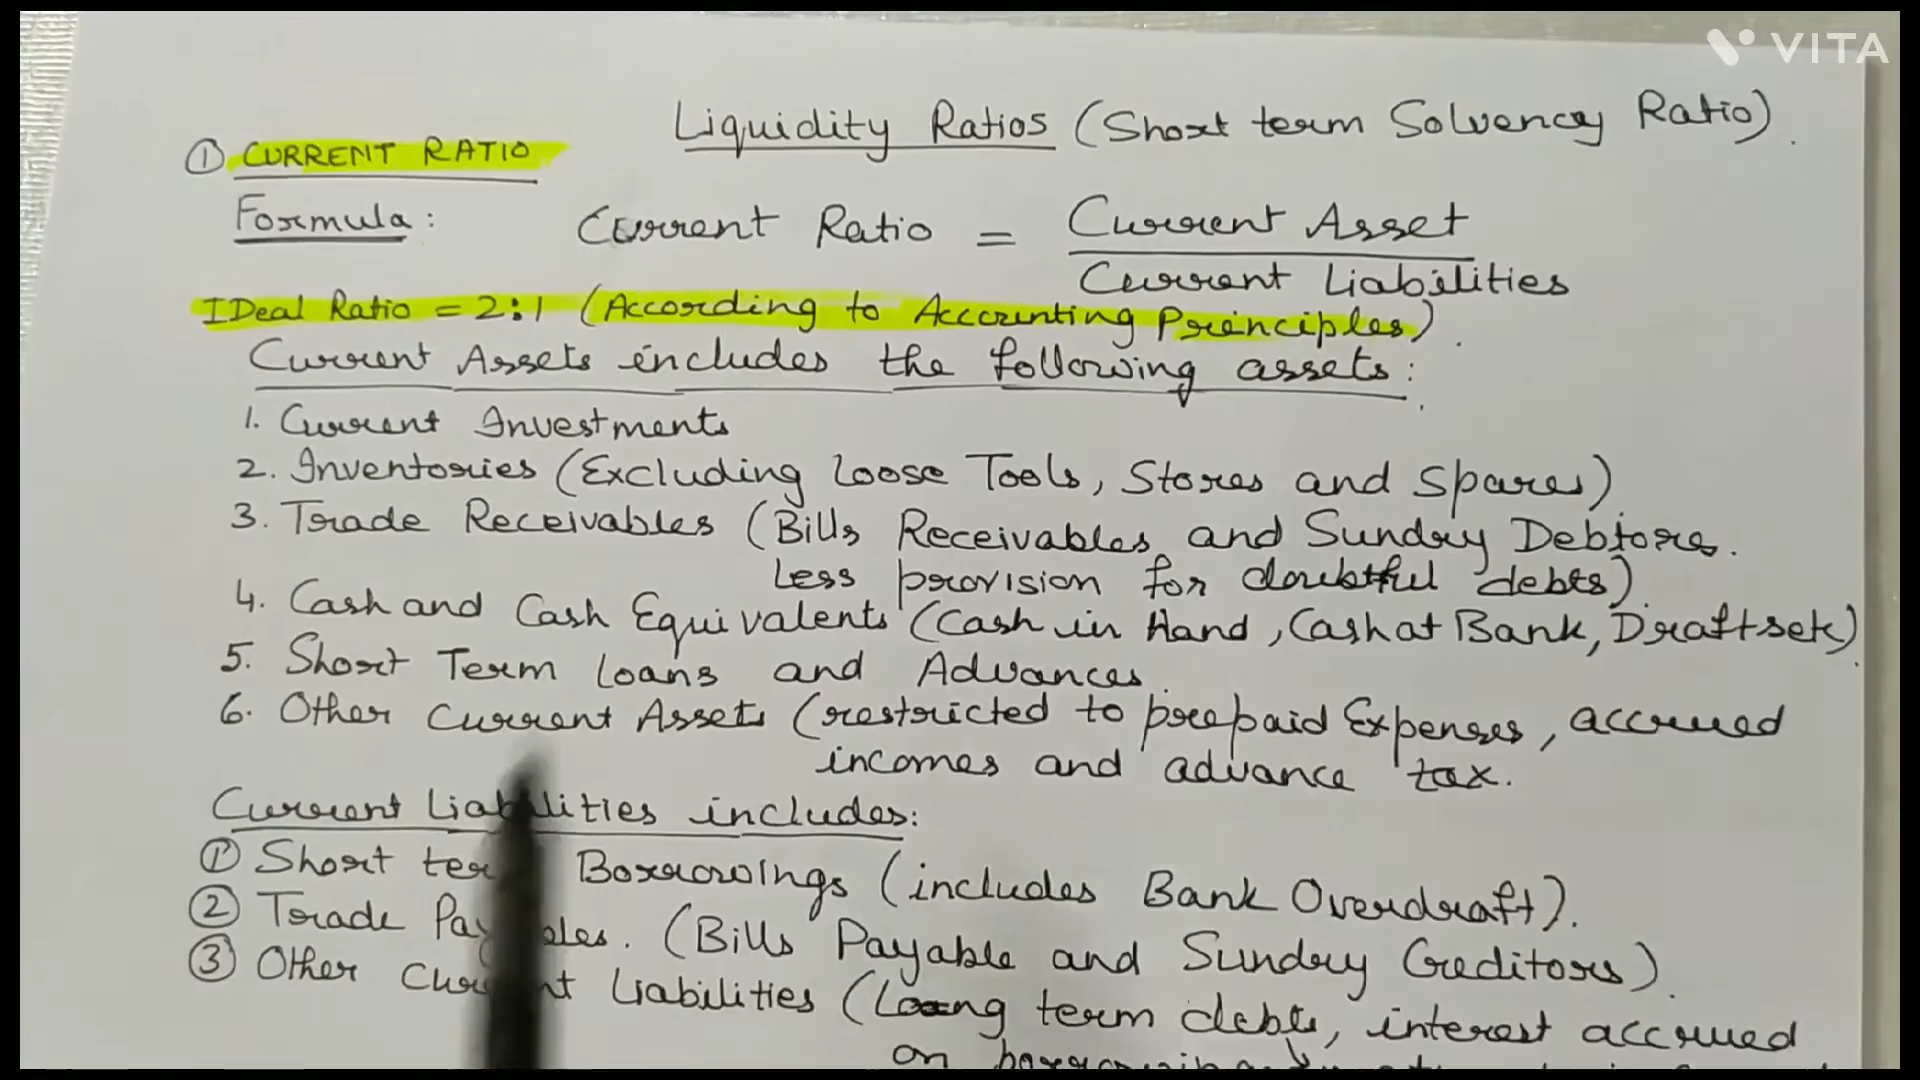 VITA
Liquidity Ratios (Short term Solvency Ratio).
① CURRENT RATIO
Formula: Current Ratio = Current Asset
Current Liabilities
IDeal Ratio = 2:1 (According to Accounting Principles).
Current Assets includes the following assets:
1. Current Investments
2. Inventories (Excluding Loose Tools, Stores and Spares)
3. Trade Receivables (Bills Receivables and Sundry Debtors.
Less provision for doubtful debts).
4. Cash and Cash Equivalents (Cash in Hand, Cash at Bank, Drafts etc).
5. Short Term Loans and Advances.
6. Other Current Assets (restricted to prepaid Expenses, accrued
incomes and advance tax.
Current Liabilities includes:
① Short Borrowings (includes Bank Overdraft).
② Trade (Bills Payable and Sundry Creditors).
③ Other Liabilities (Long term debts, interest accrued
on